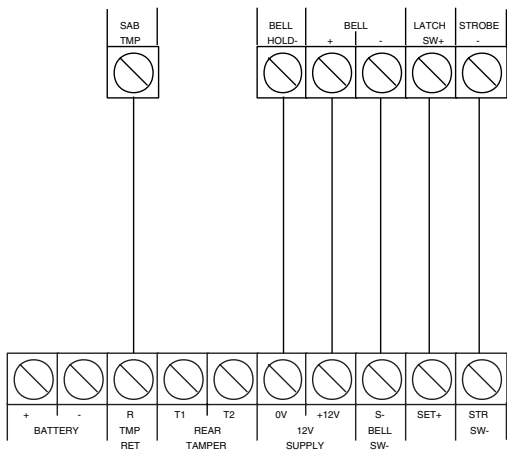 SAB BELL BELL LATCH STROBE
TMP HOLD- + - SW+ -
+ - R T1 T2 0V +12V S- SET+ STR
BATTERY TMP REAR 12V BELL SW-
RET TAMPER SUPPLY SW-